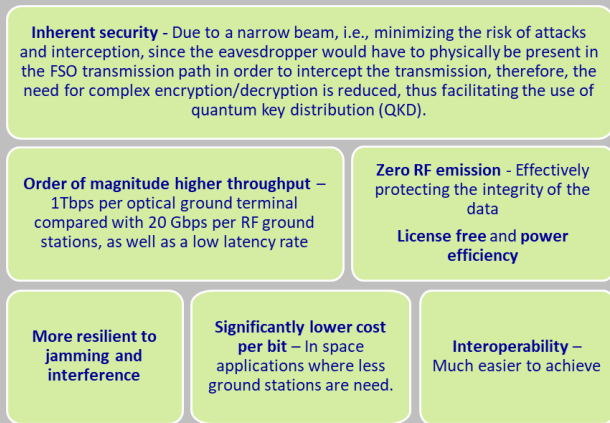 Inherent security - Due to a narrow beam, i.e., minimizing the risk of attacks
and interception, since the eavesdropper would have to physically be present in
the FSO transmission path in order to intercept the transmission, therefore, the
need for complex encryption/decryption is reduced, thus facilitating the use of
quantum key distribution (QKD).
Order of magnitude higher throughput –
1Tbps per optical ground terminal
compared with 20 Gbps per RF ground
stations, as well as a low latency rate
Zero RF emission - Effectively
protecting the integrity of the
data
License free and power
efficiency
More resilient to
jamming and
interference
Significantly lower cost
per bit – In space
applications where less
ground stations are need.
Interoperability –
Much easier to achieve